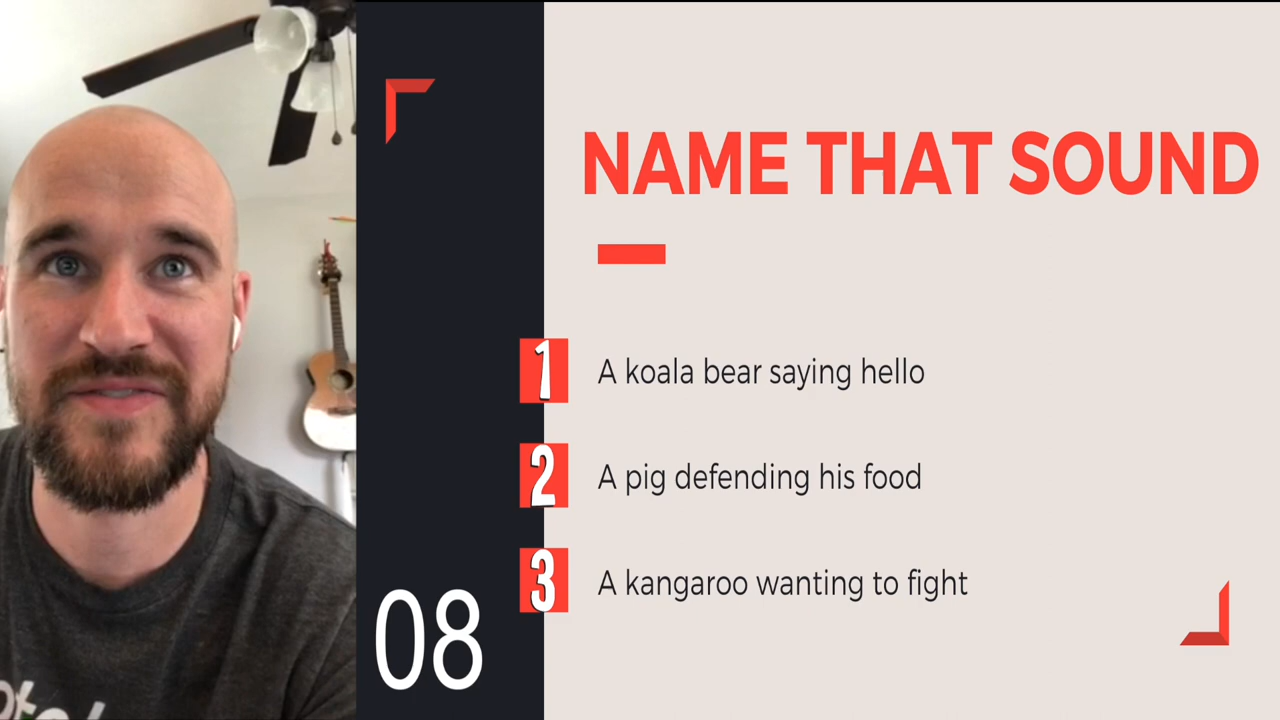 NAME THAT SOUND
1 A koala bear saying hello
2 A pig defending his food
3 A kangaroo wanting to fight
08